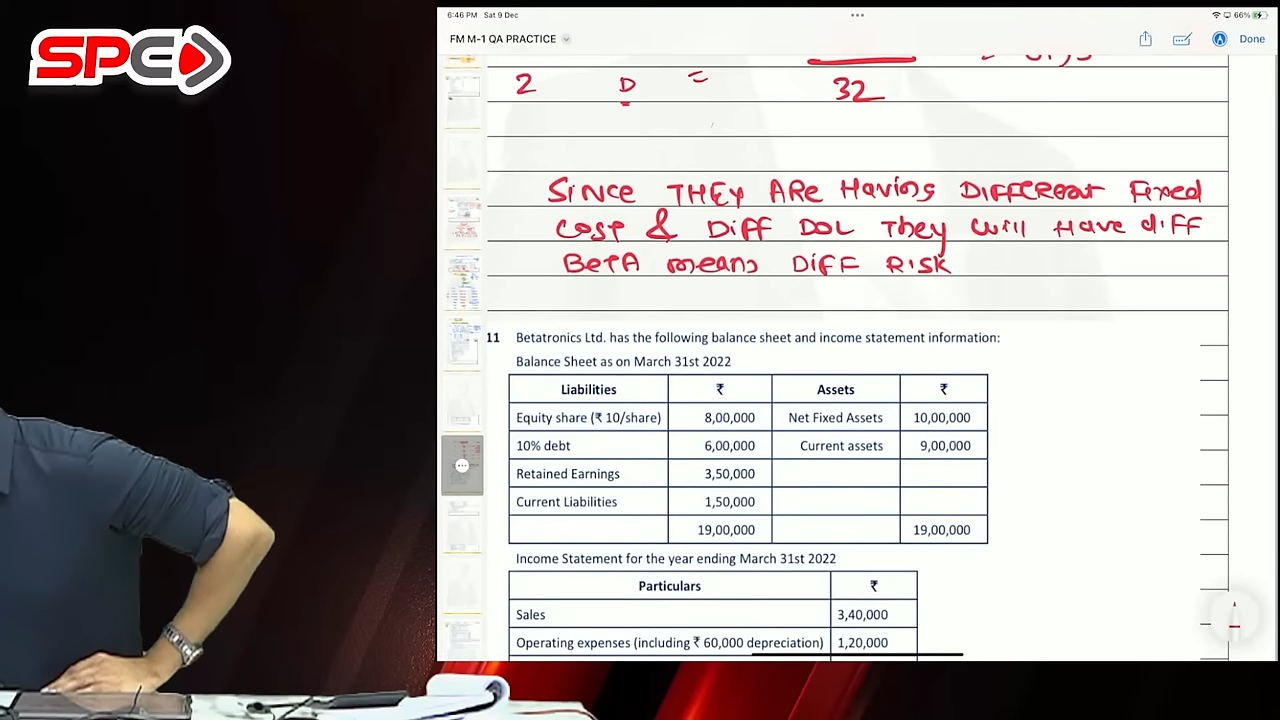 SPC
6:46 PM Sat 9 Dec
66%
FM M-1 QA PRACTICE
Done
2 D = 32
SINCE THEY ARE HAVING DIFFERENT FIXED
COST & DIFF DOL THEY WILL HAVE DIFF
BETA MEANS DIFF RISK
11 Betatronics Ltd. has the following balance sheet and income statement information:
Balance Sheet as on March 31st 2022
Liabilities ₹ Assets ₹
Equity share (₹ 10/share) 8,00,000 Net Fixed Assets 10,00,000
10% debt 6,00,000 Current assets 9,00,000
Retained Earnings 3,50,000
Current Liabilities 1,50,000
19,00,000 19,00,000
Income Statement for the year ending March 31st 2022
Particulars ₹
Sales 3,40,000
Operating expenses (including ₹ 60,000 depreciation) 1,20,000